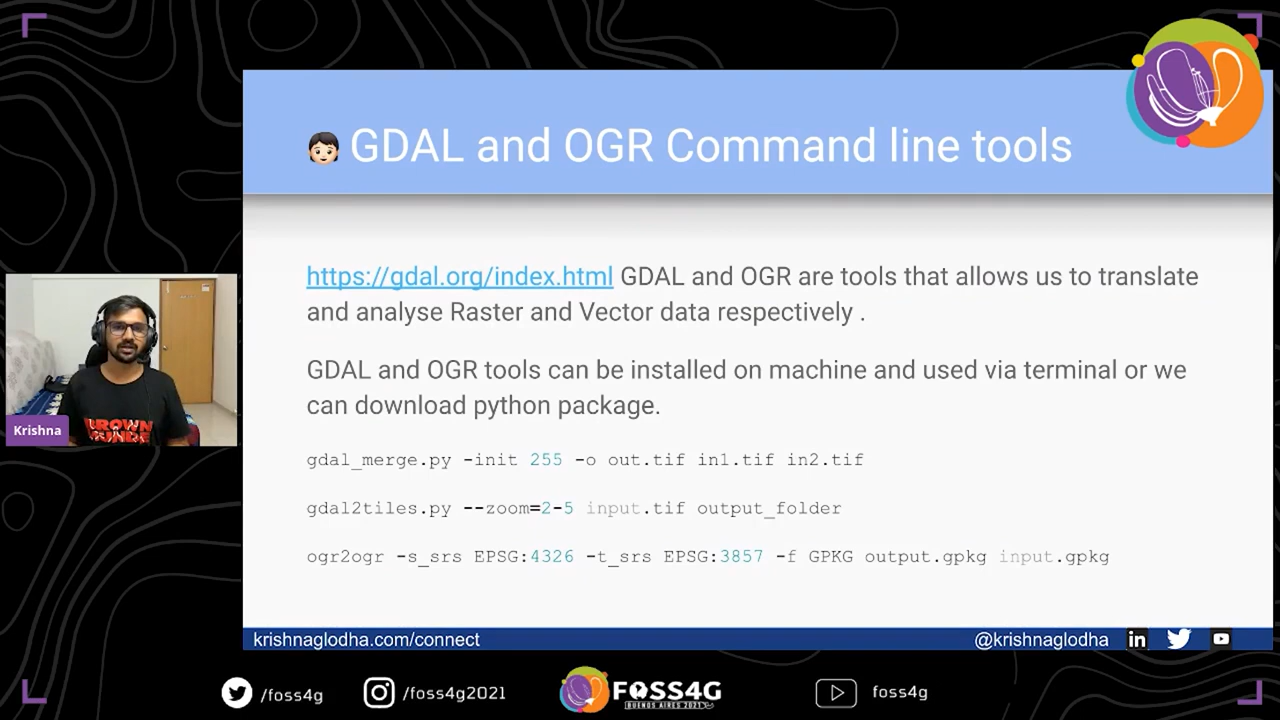 GDAL and OGR Command line tools
https://gdal.org/index.html GDAL and OGR are tools that allows us to translate
and analyse Raster and Vector data respectively .
GDAL and OGR tools can be installed on machine and used via terminal or we
can download python package.
gdal_merge.py -init 255 -o out.tif in1.tif in2.tif
gdal2tiles.py --zoom=2-5 input.tif output_folder
ogr2ogr -s_srs EPSG:4326 -t_srs EPSG:3857 -f GPKG output.gpkg input.gpkg
Krishna
krishnaglodha.com/connect
@krishnaglodha
in
/foss4g
/foss4g2021
FOSS4G
BUENOS AIRES 2021
foss4g